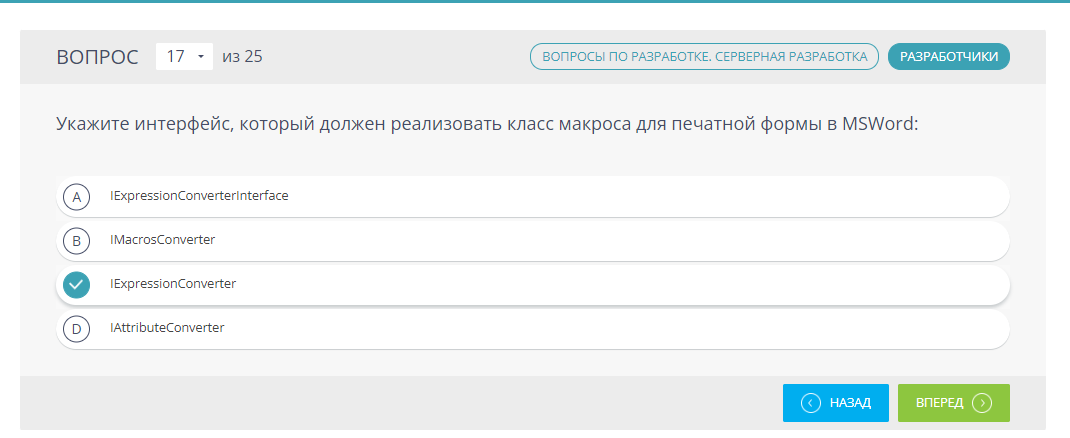 ВОПРОС 17 из 25 ВОПРОСЫ ПО РАЗРАБОТКЕ. СЕРВЕРНАЯ РАЗРАБОТКА РАЗРАБОТЧИКИ
Укажите интерфейс, который должен реализовать класс макроса для печатной формы в MSWord:
A IExpressionConverterInterface
B IMacrosConverter
IExpressionConverter
D IAttributeConverter
НАЗАД ВПЕРЕД